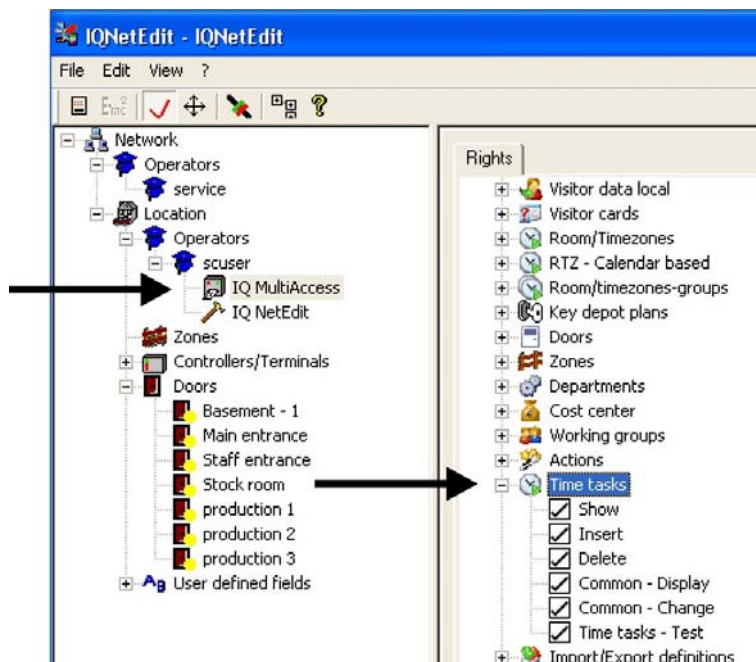 IQNetEdit - IQNetEdit
File Edit View ?
Network
Operators
service
Location
Operators
scuser
IQ MultiAccess
IQ NetEdit
Zones
Controllers/Terminals
Doors
Basement - 1
Main entrance
Staff entrance
Stock room
production 1
production 2
production 3
User defined fields
Rights
Visitor data local
Visitor cards
Room/Timezones
RTZ - Calendar based
Room/timezones-groups
Key depot plans
Doors
Zones
Departments
Cost center
Working groups
Actions
Time tasks
Show
Insert
Delete
Common - Display
Common - Change
Time tasks - Test
Import/Export definitions